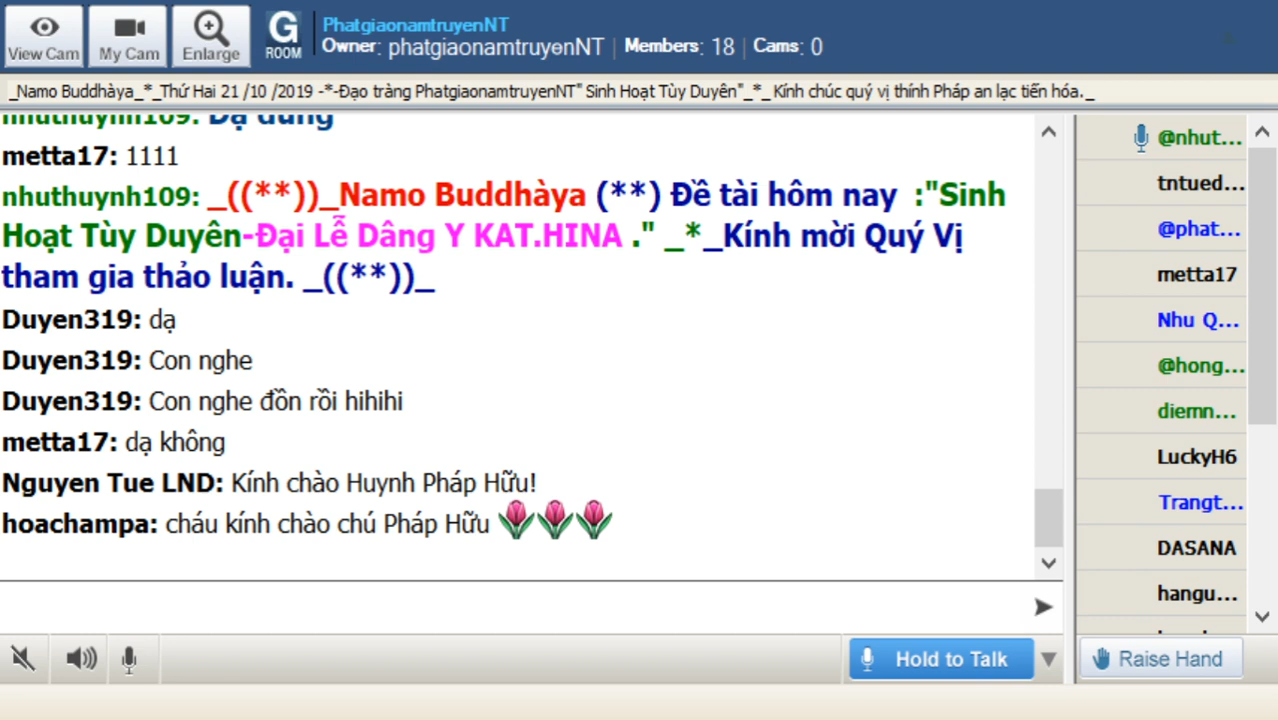 PhatgiaonamtruyenNT
View Cam My Cam Enlarge G ROOM Owner: phatgiaonamtruyenNT | Members: 18 | Cams: 0
_Namo Buddhàya_*_Thứ Hai 21 /10 /2019 -*-Đạo tràng PhatgiaonamtruyenNT" Sinh Hoạt Tùy Duyên"_*_ Kính chúc quý vị thính Pháp an lạc tiến hóa._
nhuthuynh109: Dạ đúng
metta17: 1111
nhuthuynh109: _((**))_Namo Buddhàya (**) Đề tài hôm nay :"Sinh
Hoạt Tùy Duyên-Đại Lễ Dâng Y KAT.HINA ." _*_Kính mời Quý Vị
tham gia thảo luận. _((**))_
Duyen319: dạ
Duyen319: Con nghe
Duyen319: Con nghe đồn rồi hihihi
metta17: dạ không
Nguyen Tue LND: Kính chào Huynh Pháp Hữu!
hoachampa: cháu kính chào chú Pháp Hữu
@nhut...
tntued...
@phat...
metta17
Nhu Q...
@hong...
diemn...
LuckyH6
Trangt...
DASANA
hangu...
Hold to Talk
Raise Hand